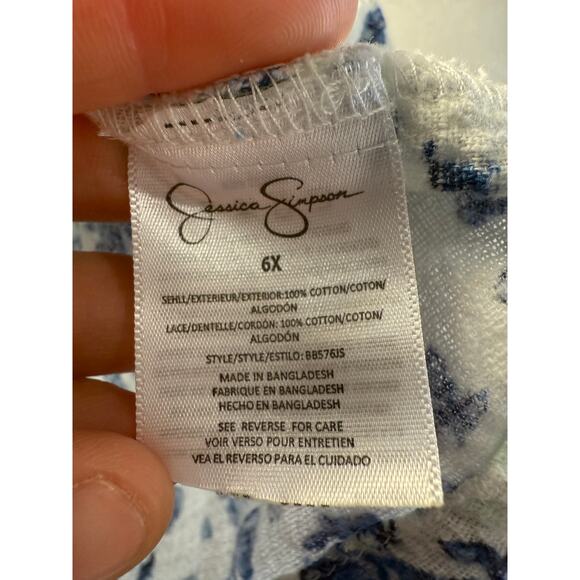 Jessica Simpson
6X
SEHLL/EXTERIEUR/EXTERIOR:100% COTTON/COTON/
ALGODÓN
LACE/DENTELLE/CORDÓN: 100% COTTON/COTON/
ALGODÓN
STYLE/STYLE/ESTILO: BB576JS
MADE IN BANGLADESH
FABRIQUE EN BANGLADESH
HECHO EN BANGLADESH
SEE REVERSE FOR CARE
VOIR VERSO POUR ENTRETIEN
VEA EL REVERSO PARA EL CUIDADO